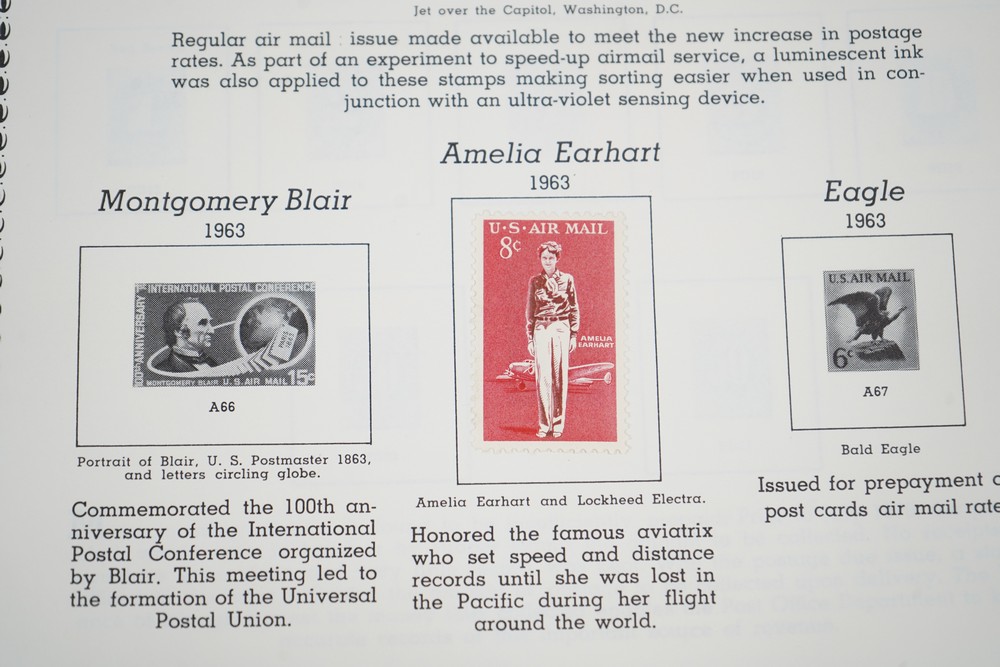 Jet over the Capitol, Washington, D.C.
Regular air mail issue made available to meet the new increase in postage
rates. As part of an experiment to speed-up airmail service, a luminescent ink
was also applied to these stamps making sorting easier when used in con-
junction with an ultra-violet sensing device.
Montgomery Blair
1963
100th ANNIVERSARY
INTERNATIONAL POSTAL CONFERENCE
PARIS
1863
MONTGOMERY BLAIR U.S. AIR MAIL 15c
A66
Portrait of Blair, U. S. Postmaster 1863,
and letters circling globe.
Commemorated the 100th an-
niversary of the International
Postal Conference organized
by Blair. This meeting led to
the formation of the Universal
Postal Union.
Amelia Earhart
1963
U·S·AIR MAIL
8c
AMELIA
EARHART
Amelia Earhart and Lockheed Electra.
Honored the famous aviatrix
who set speed and distance
records until she was lost in
the Pacific during her flight
around the world.
Eagle
1963
U.S. AIR MAIL
6c
A67
Bald Eagle
Issued for prepayment o
post cards air mail rate